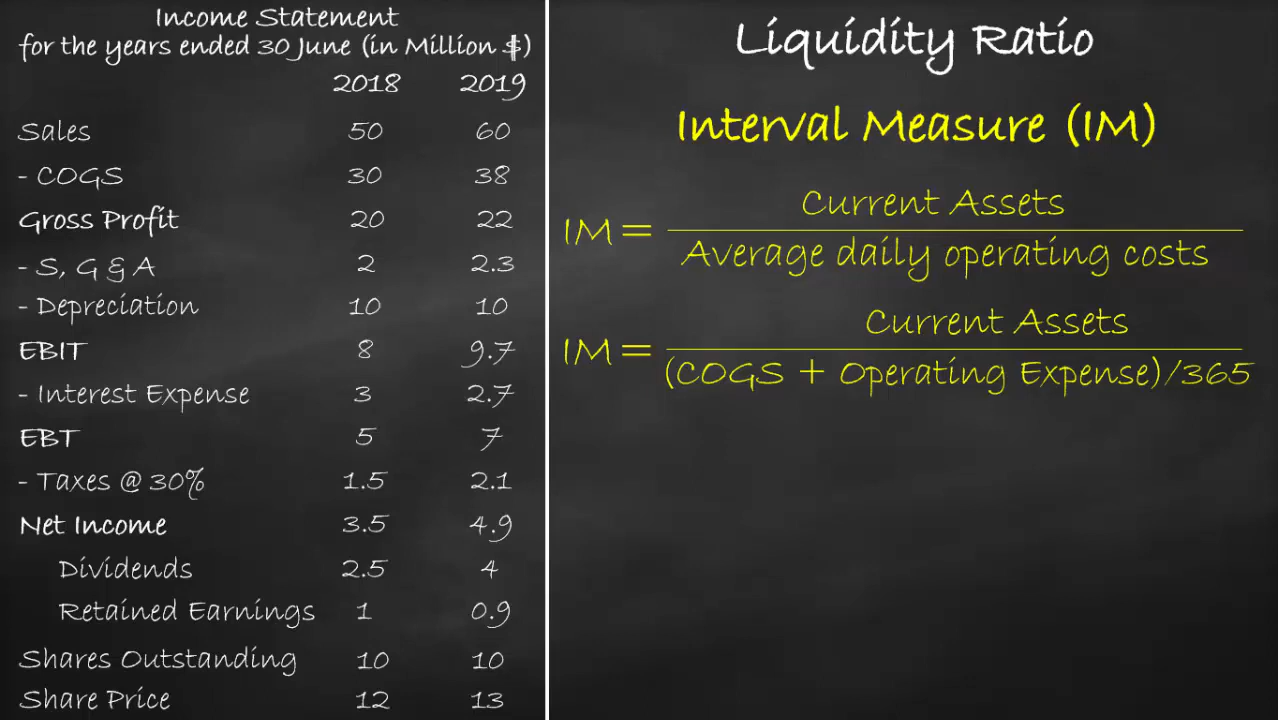 Income Statement
for the years ended 30 June (in Million $)
2018 2019
Sales 50 60
- COGS 30 38
Gross Profit 20 22
- S, G & A 2 2.3
- Depreciation 10 10
EBIT 8 9.7
- Interest Expense 3 2.7
EBT 5 7
- Taxes @ 30% 1.5 2.1
Net Income 3.5 4.9
Dividends 2.5 4
Retained Earnings 1 0.9
Shares Outstanding 10 10
Share Price 12 13
Liquidity Ratio
Interval Measure (IM)
Current Assets
IM =
Average daily operating costs
Current Assets
IM =
(COGS + Operating Expense)/365